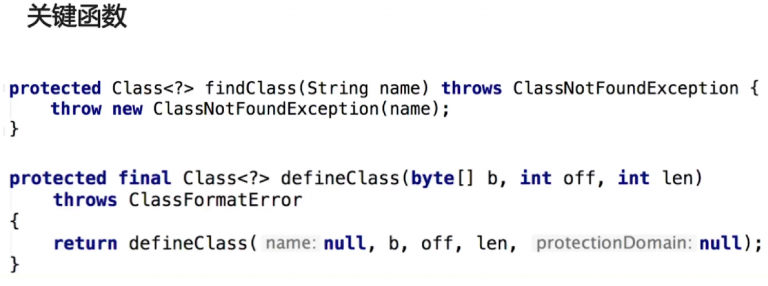 关键函数
protected Class<?> findClass(String name) throws ClassNotFoundException {
throw new ClassNotFoundException(name);
}
protected final Class<?> defineClass(byte[] b, int off, int len)
throws ClassFormatError
{
return defineClass( name: null, b, off, len, protectionDomain: null);
}